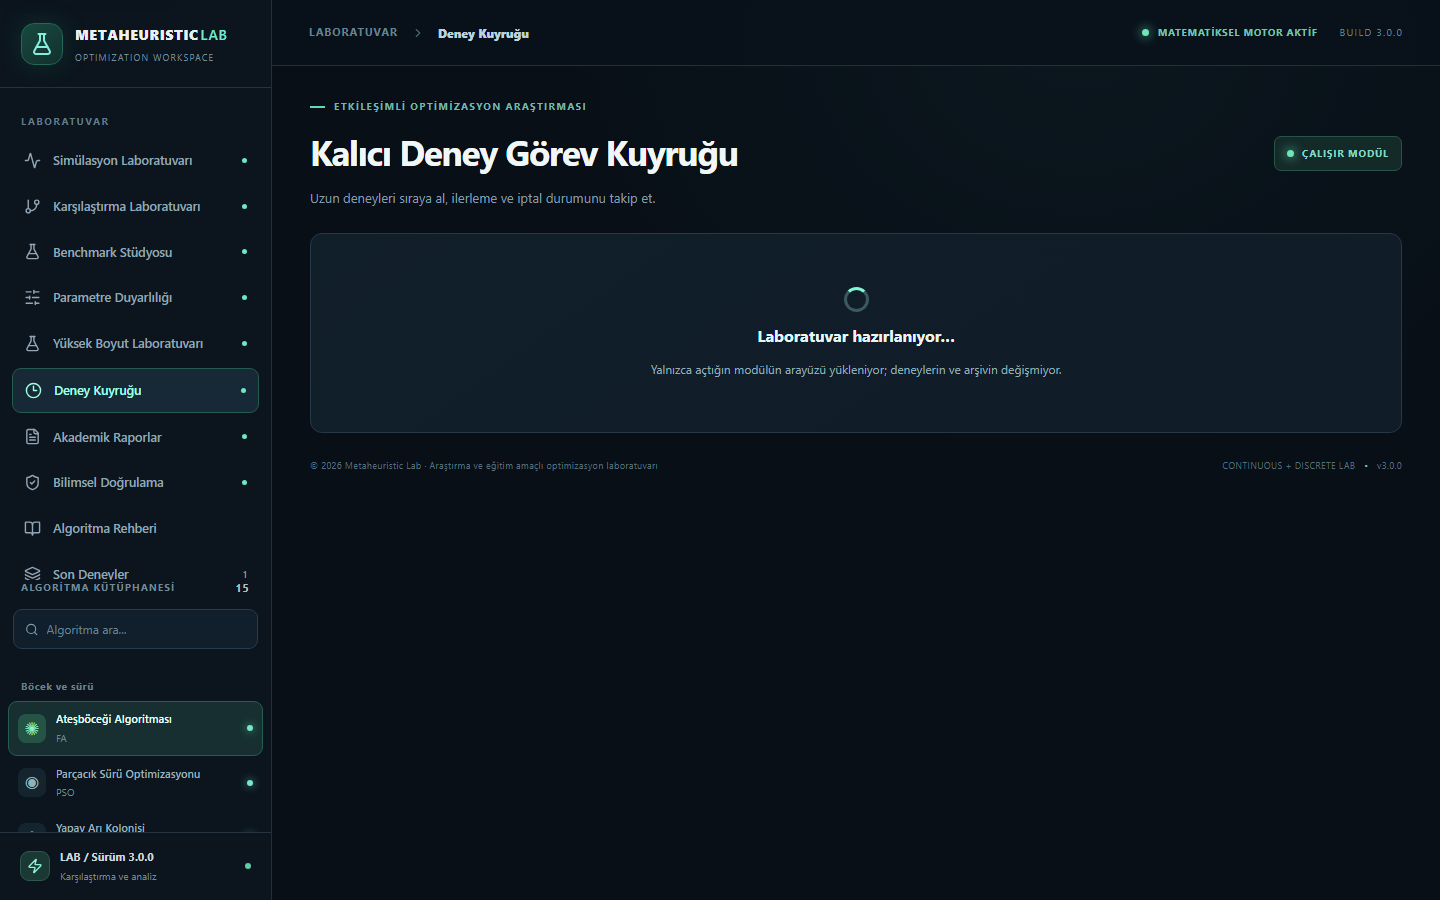 METAHEURISTICLAB
OPTIMIZATION WORKSPACE
LABORATUVAR
Simülasyon Laboratuvarı
Karşılaştırma Laboratuvarı
Benchmark Stüdyosu
Parametre Duyarlılığı
Yüksek Boyut Laboratuvarı
Deney Kuyruğu
Akademik Raporlar
Bilimsel Doğrulama
Algoritma Rehberi
Son Deneyler 1
ALGORİTMA KÜTÜPHANESİ 15
Algoritma ara...
Böcek ve sürü
Ateşböceği Algoritması
FA
Parçacık Sürü Optimizasyonu
PSO
Yapay Arı Kolonisi
LAB / Sürüm 3.0.0
Karşılaştırma ve analiz
LABORATUVAR > Deney Kuyruğu
MATEMATİKSEL MOTOR AKTİF BUILD 3.0.0
ETKİLEŞİMLİ OPTİMİZASYON ARAŞTIRMASI
Kalıcı Deney Görev Kuyruğu
ÇALIŞIR MODÜL
Uzun deneyleri sıraya al, ilerleme ve iptal durumunu takip et.
Laboratuvar hazırlanıyor...
Yalnızca açtığın modülün arayüzü yükleniyor; deneylerin ve arşivin değişmiyor.
© 2026 Metaheuristic Lab · Araştırma ve eğitim amaçlı optimizasyon laboratuvarı
CONTINUOUS + DISCRETE LAB • v3.0.0